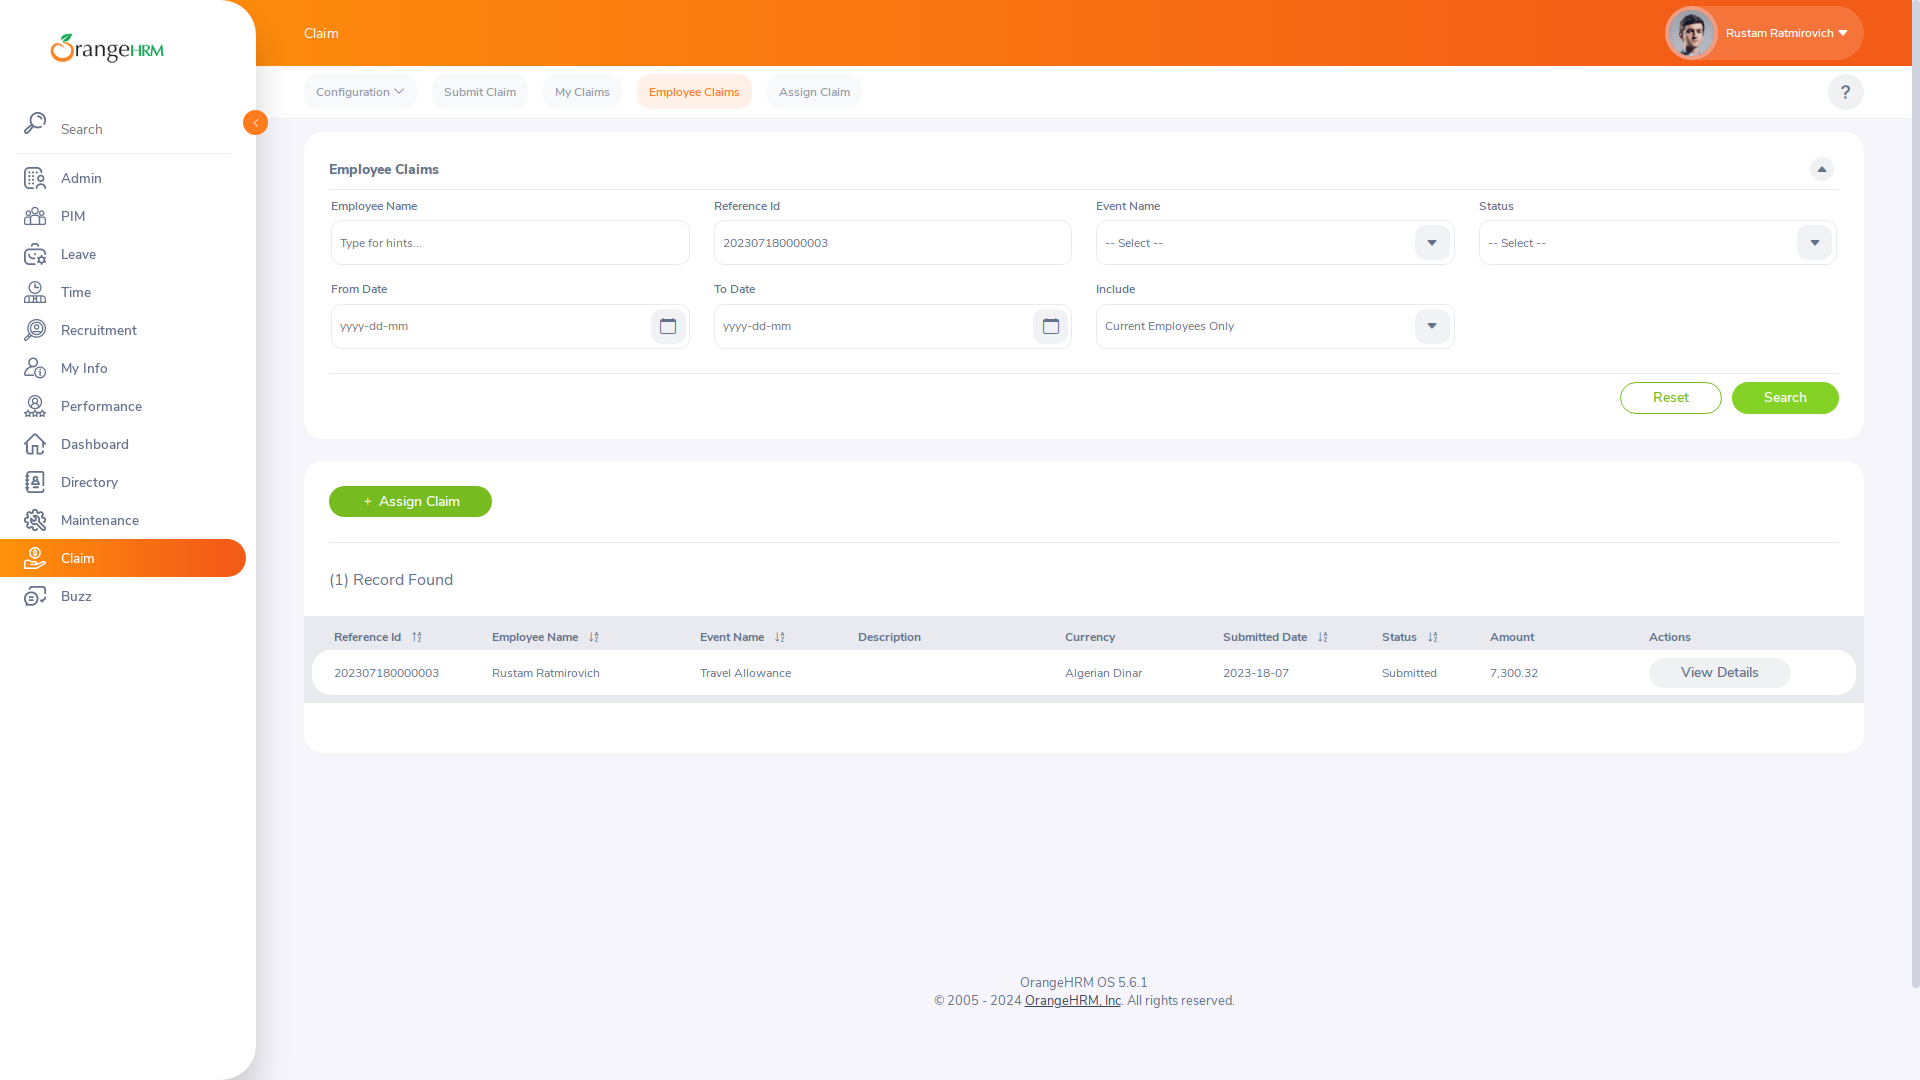 OrangeHRM
Claim
Rustam Ratmirovich
Configuration
Submit Claim
My Claims
Employee Claims
Assign Claim
?
Search
Admin
PIM
Leave
Time
Recruitment
My Info
Performance
Dashboard
Directory
Maintenance
Claim
Buzz
Employee Claims
Employee Name
Reference Id
Event Name
Status
Type for hints...
202307180000003
-- Select --
-- Select --
From Date
To Date
Include
yyyy-dd-mm
yyyy-dd-mm
Current Employees Only
Reset
Search
+ Assign Claim
(1) Record Found
Reference Id Employee Name Event Name Description Currency Submitted Date Status Amount Actions
202307180000003 Rustam Ratmirovich Travel Allowance Algerian Dinar 2023-18-07 Submitted 7,300.32 View Details
OrangeHRM OS 5.6.1
© 2005 - 2024 OrangeHRM, Inc. All rights reserved.